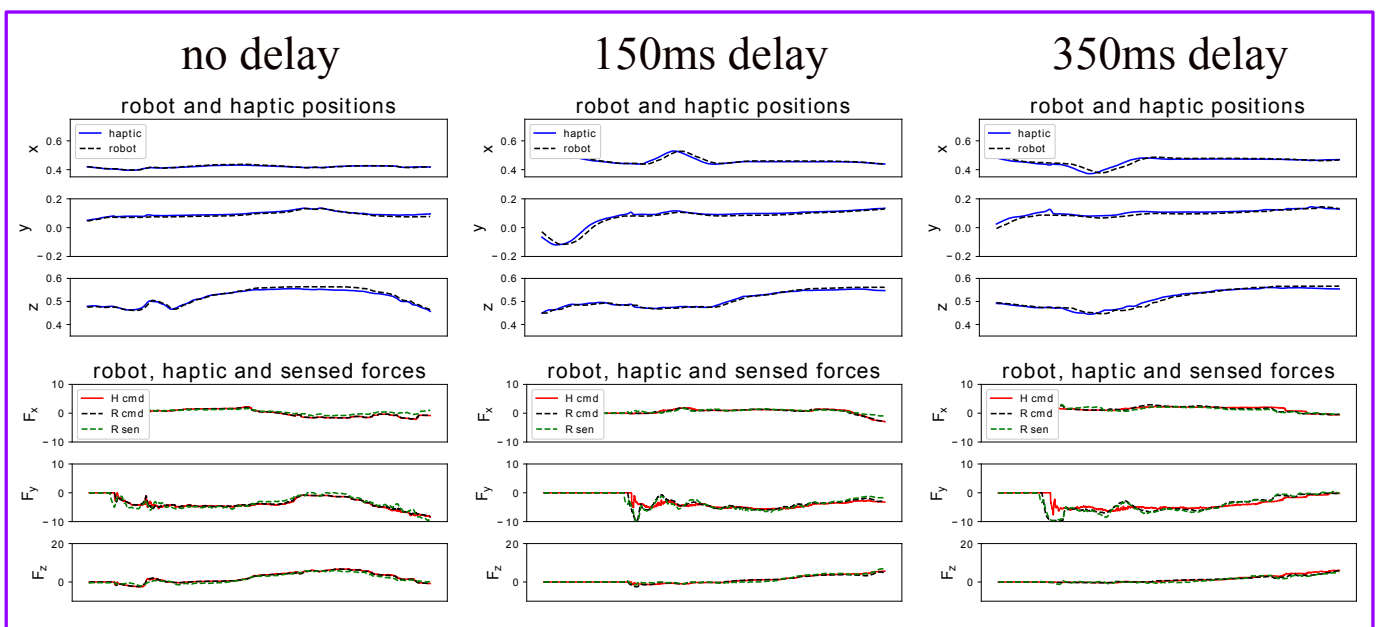 no delay
150ms delay
350ms delay
robot and haptic positions
x
0.6
0.4
haptic
robot
y
0.2
0.0
−0.2
z
0.6
0.5
0.4
robot, haptic and sensed forces
Fx
10
0
−10
H cmd
R cmd
R sen
Fy
10
0
−10
Fz
20
0
robot and haptic positions
x
0.6
0.4
haptic
robot
y
0.2
0.0
−0.2
z
0.6
0.5
0.4
robot, haptic and sensed forces
Fx
10
0
−10
H cmd
R cmd
R sen
Fy
10
0
−10
Fz
20
0
robot and haptic positions
x
0.6
0.4
haptic
robot
y
0.2
0.0
−0.2
z
0.6
0.5
0.4
robot, haptic and sensed forces
Fx
10
0
−10
H cmd
R cmd
R sen
Fy
10
0
−10
Fz
20
0